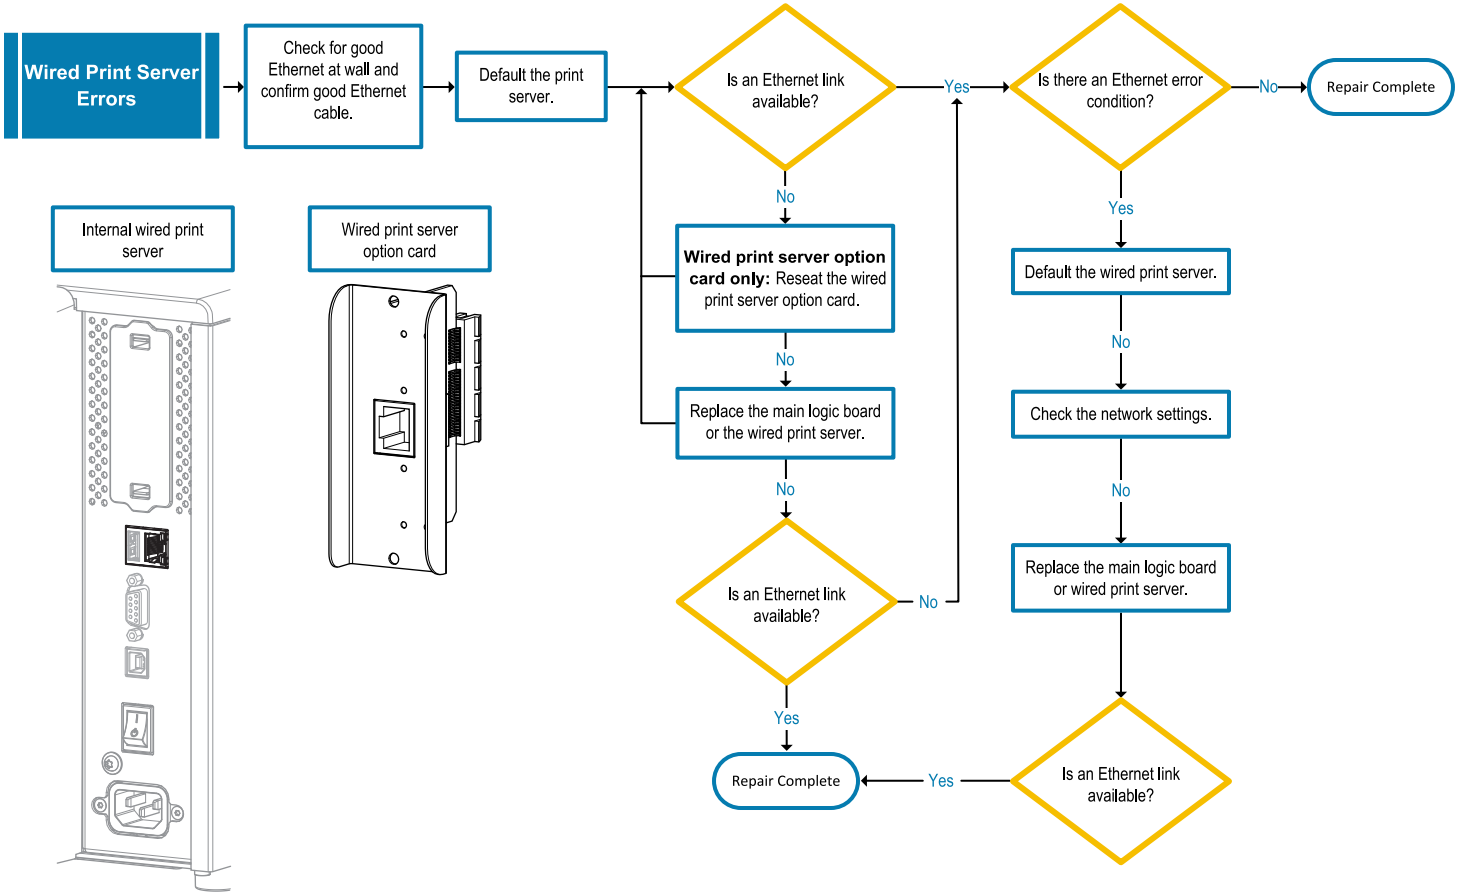 Wired Print Server
Errors
Check for good
Ethernet at wall and
confirm good Ethernet
cable.
Default the print
server.
Is an Ethernet link
available?
Yes
Is there an Ethernet error
condition?
No
Repair Complete
No
Yes
Internal wired print
server
Wired print server
option card
Wired print server option
card only: Reseat the wired
print server option card.
Default the wired print server.
No
No
Replace the main logic board
or the wired print server.
Check the network settings.
No
No
Is an Ethernet link
available?
No
Replace the main logic board
or wired print server.
Yes
Repair Complete
Yes
Is an Ethernet link
available?